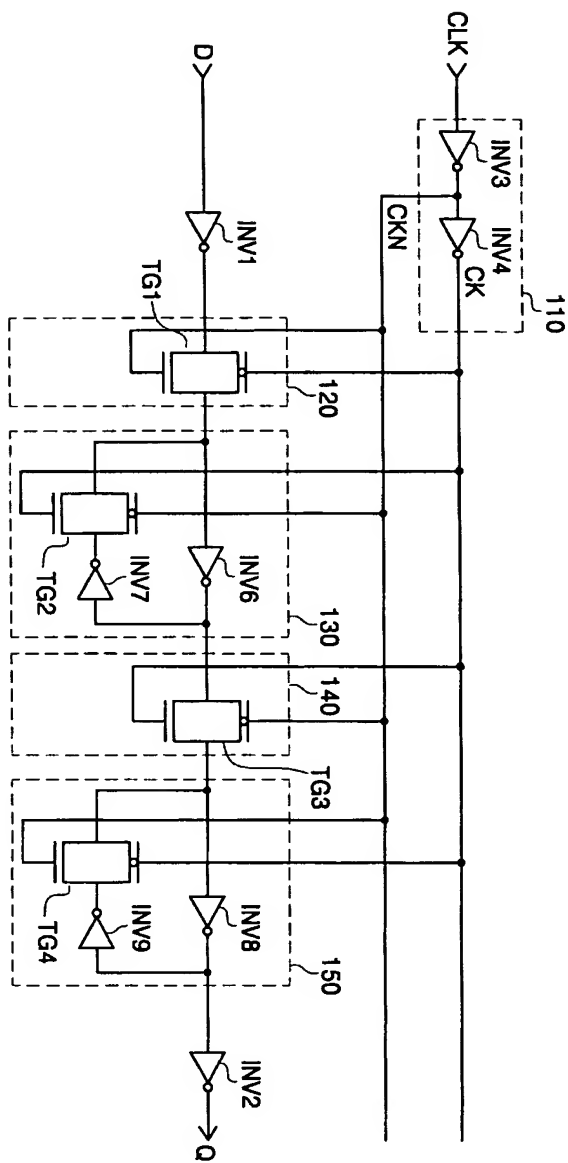 CLK
INV3
INV4
CK
110
CKN
D
INV1
TG1
120
TG2
INV7
INV6
130
140
TG3
TG4
INV9
INV8
150
INV2
Q